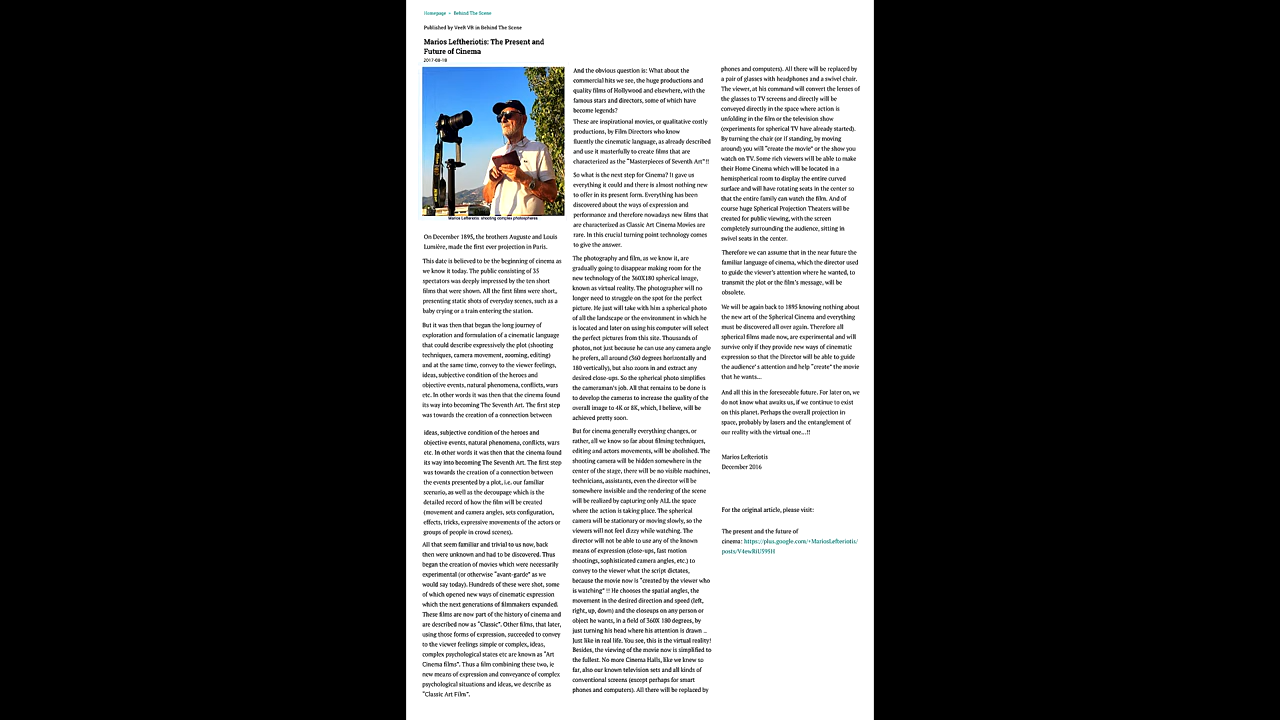 Homepage » Behind The Scene
Published by VeeR VR in Behind The Scene
Marios Leftheriotis: The Present and
Future of Cinema
2017-08-18
Marios Lefteriotis shooting complex photospheres
On December 1895, the brothers Auguste and Louis
Lumière, made the first ever projection in Paris.
This date is believed to be the beginning of cinema as
we know it today. The public consisting of 35
spectators was deeply impressed by the ten short
films that were shown. All the first films were short,
presenting static shots of everyday scenes, such as a
baby crying or a train entering the station.
But it was then that began the long journey of
exploration and formulation of a cinematic language
that could describe expressively the plot (shooting
techniques, camera movement, zooming, editing)
and at the same time, convey to the viewer feelings,
ideas, subjective condition of the heroes and
objective events, natural phenomena, conflicts, wars
etc. In other words it was then that the cinema found
its way into becoming The Seventh Art. The first step
was towards the creation of a connection between
ideas, subjective condition of the heroes and
objective events, natural phenomena, conflicts, wars
etc. In other words it was then that the cinema found
its way into becoming The Seventh Art. The first step
was towards the creation of a connection between
the events presented by a plot, i.e. our familiar
scenario, as well as the decoupage which is the
detailed record of how the film will be created
(movement and camera angles, sets configuration,
effects, tricks, expressive movements of the actors or
groups of people in crowd scenes).
All that seem familiar and trivial to us now, back
then were unknown and had to be discovered. Thus
began the creation of movies which were necessarily
experimental (or otherwise "avant-garde" as we
would say today). Hundreds of these were shot, some
of which opened new ways of cinematic expression
which the next generations of filmmakers expanded.
These films are now part of the history of cinema and
are described now as "Classic". Other films, that later,
using those forms of expression, succeeded to convey
to the viewer feelings simple or complex, ideas,
complex psychological states etc are known as "Art
Cinema films". Thus a film combining these two, ie
new means of expression and conveyance of complex
psychological situations and ideas, we describe as
"Classic Art Film".
And the obvious question is: What about the
commercial hits we see, the huge productions and
quality films of Hollywood and elsewhere, with the
famous stars and directors, some of which have
become legends?
These are inspirational movies, or qualitative costly
productions, by Film Directors who know
fluently the cinematic language, as already described
and use it masterfully to create films that are
characterized as the "Masterpieces of Seventh Art"!!
So what is the next step for Cinema? It gave us
everything it could and there is almost nothing new
to offer in its present form. Everything has been
discovered about the ways of expression and
performance and therefore nowadays new films that
are characterized as Classic Art Cinema Movies are
rare. In this crucial turning point technology comes
to give the answer.
The photography and film, as we know it, are
gradually going to disappear making room for the
new technology of the 360X180 spherical image,
known as virtual reality. The photographer will no
longer need to struggle on the spot for the perfect
picture. He just will take with him a spherical photo
of all the landscape or the environment in which he
is located and later on using his computer will select
the perfect pictures from this site. Thousands of
photos, not just because he can use any camera angle
he prefers, all around (360 degrees horizontally and
180 vertically), but also zoom in and extract any
desired close-ups. So the spherical photo simplifies
the cameraman's job. All that remains to be done is
to develop the cameras to increase the quality of the
overall image to 4K or 8K, which, I believe, will be
achieved pretty soon.
But for cinema generally everything changes, or
rather, all we know so far about filming techniques,
editing and actors movements, will be abolished. The
shooting camera will be hidden somewhere in the
center of the stage, there will be no visible machines,
technicians, assistants, even the director will be
somewhere invisible and the rendering of the scene
will be realized by capturing only ALL the space
where the action is taking place. The spherical
camera will be stationary or moving slowly, so the
viewers will not feel dizzy while watching. The
director will not be able to use any of the known
means of expression (close-ups, fast motion
shootings, sophisticated camera angles, etc.) to
convey to the viewer what the script dictates,
because the movie now is "created by the viewer who
is watching" !! He chooses the spatial angles, the
movement in the desired direction and speed (left,
right, up, down) and the closeups on any person or
object he wants, in a field of 360X 180 degrees, by
just turning his head where his attention is drawn ..
Just like in real life. You see, this is the virtual reality!
Besides, the viewing of the movie now is simplified to
the fullest. No more Cinema Halls, like we knew so
far, also our known television sets and all kinds of
conventional screens (except perhaps for smart
phones and computers). All there will be replaced by
phones and computers). All there will be replaced by
a pair of glasses with headphones and a swivel chair.
The viewer, at his command will convert the lenses of
the glasses to TV screens and directly will be
conveyed directly in the space where action is
unfolding in the film or the television show
(experiments for spherical TV have already started).
By turning the chair (or if standing, by moving
around) you will "create the movie" or the show you
watch on TV. Some rich viewers will be able to make
their Home Cinema which will be located in a
hemispherical room to display the entire curved
surface and will have rotating seats in the center so
that the entire family can watch the film. And of
course huge Spherical Projection Theaters will be
created for public viewing, with the screen
completely surrounding the audience, sitting in
swivel seats in the center.
Therefore we can assume that in the near future the
familiar language of cinema, which the director used
to guide the viewer's attention where he wanted, to
transmit the plot or the film's message, will be
obsolete.
We will be again back to 1895 knowing nothing about
the new art of the Spherical Cinema and everything
must be discovered all over again. Therefore all
spherical films made now, are experimental and will
survive only if they provide new ways of cinematic
expression so that the Director will be able to guide
the audience' s attention and help "create" the movie
that he wants...
And all this in the foreseeable future. For later on, we
do not know what awaits us, if we continue to exist
on this planet. Perhaps the overall projection in
space, probably by lasers and the entanglement of
our reality with the virtual one...!!
Marios Lefteriotis
December 2016
For the original article, please visit:
The present and the future of
cinema: https://plus.google.com/+MariosLefteriotis/
posts/V4ewRiU595H